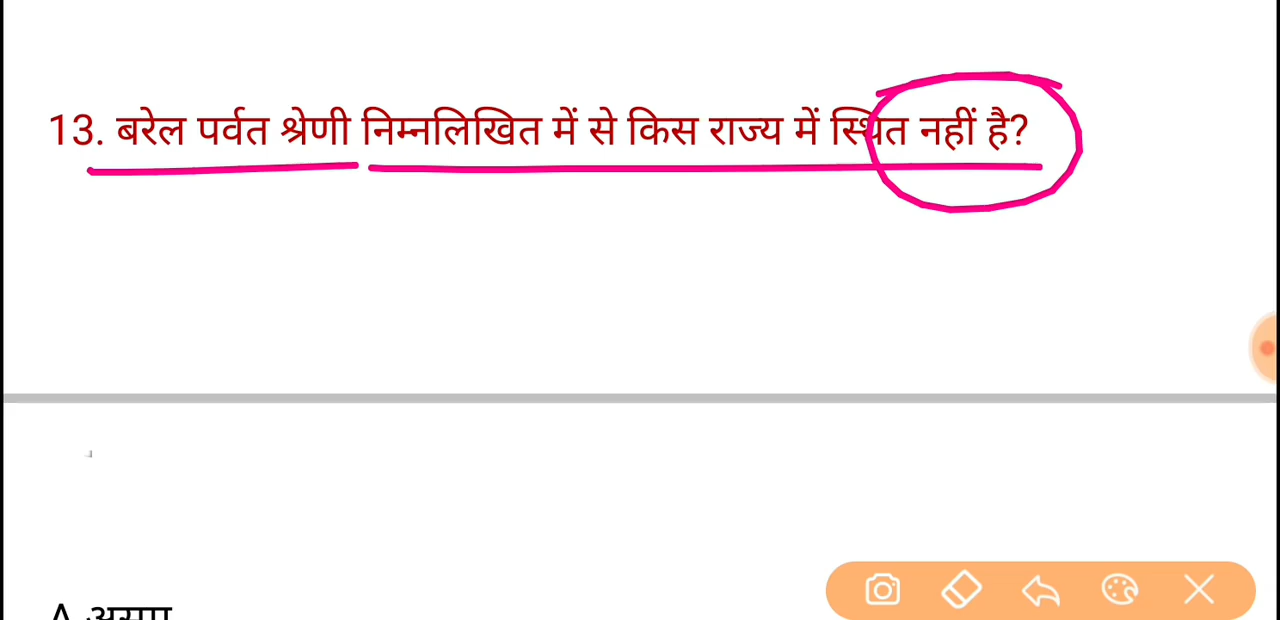 13. बरेल पर्वत श्रेणी निम्नलिखित में से किस राज्य में स्थित नहीं है?